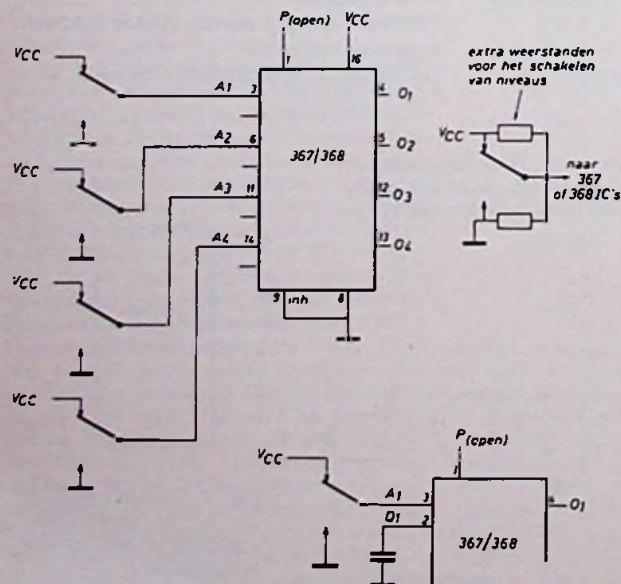 P(open)
VCC
VCC
1
16
A1
3
4
O1
VCC
A2
6
5
O2
367/368
A3
11
12
O3
VCC
A4
14
13
O4
9
inh
8
VCC
extra weerstanden
voor het schakelen
van niveaus
VCC
naar
367
of 368 IC's
P(open)
1
VCC
A1
3
O1
D1
2
367/368